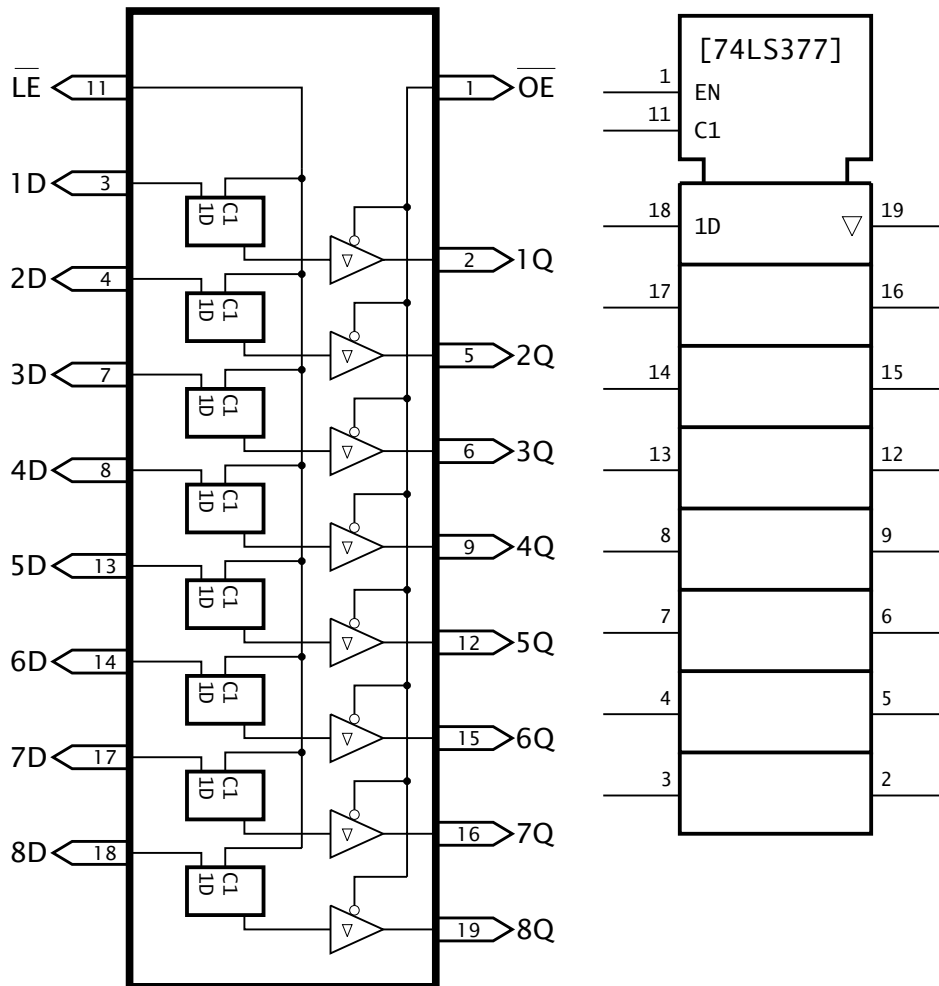 LE 11 1 OE
1D 3
1D C1
2 1Q
2D 4
1D C1
5 2Q
3D 7
1D C1
6 3Q
4D 8
1D C1
9 4Q
5D 13
1D C1
12 5Q
6D 14
1D C1
15 6Q
7D 17
1D C1
16 7Q
8D 18
1D C1
19 8Q
[74LS377]
1 EN
11 C1
18 1D 19
17 16
14 15
13 12
8 9
7 6
4 5
3 2